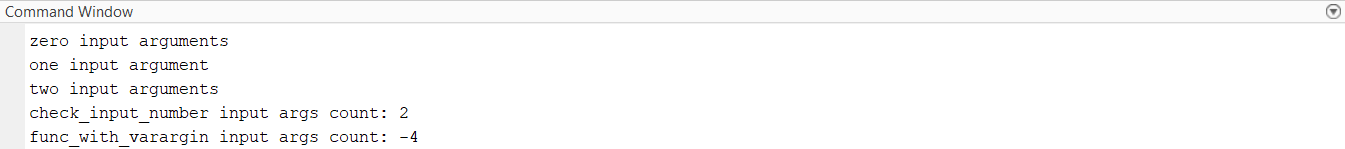 Command Window
zero input arguments
one input argument
two input arguments
check_input_number input args count: 2
func_with_varargin input args count: -4